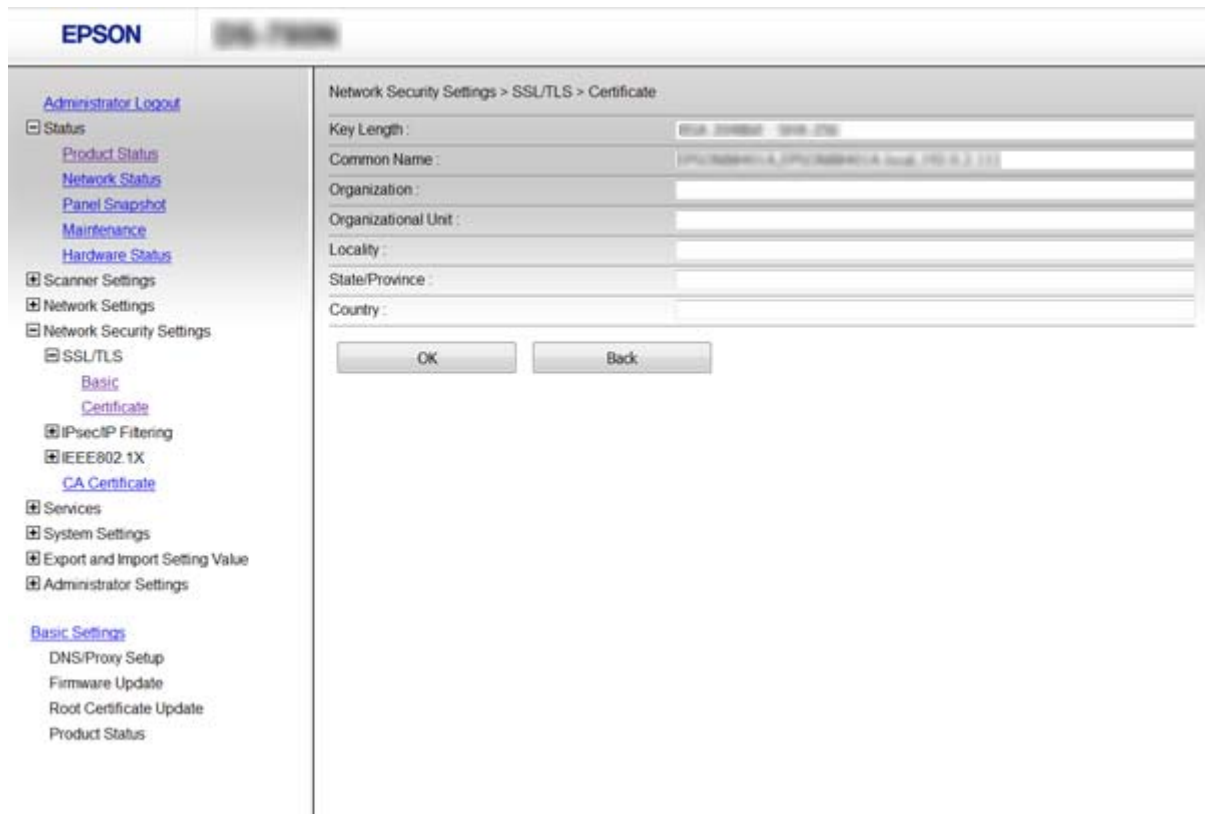 EPSON
Administrator Logout
Status
Product Status
Network Status
Panel Snapshot
Maintenance
Hardware Status
Scanner Settings
Network Settings
Network Security Settings
SSL/TLS
Basic
Certificate
IPsec/IP Filtering
IEEE802.1X
CA Certificate
Services
System Settings
Export and Import Setting Value
Administrator Settings
Basic Settings
DNS/Proxy Setup
Firmware Update
Root Certificate Update
Product Status
Network Security Settings > SSL/TLS > Certificate
Key Length :
Common Name :
Organization :
Organizational Unit :
Locality :
State/Province :
Country :
OK
Back